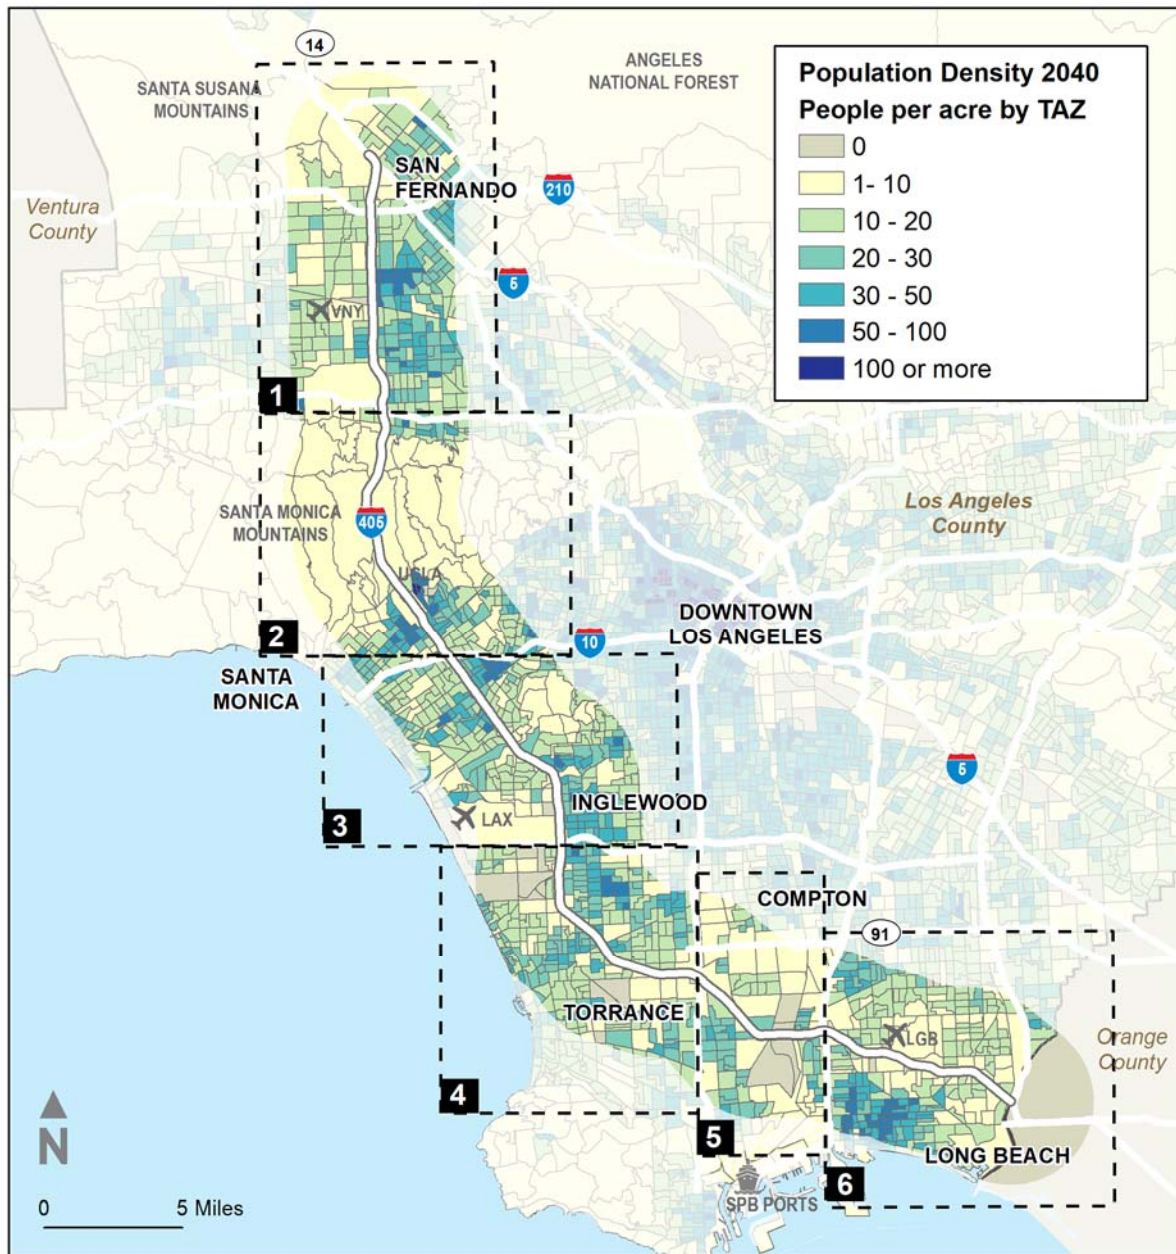 14
SANTA SUSANA
MOUNTAINS
ANGELES
NATIONAL FOREST
Population Density 2040
People per acre by TAZ
0
1- 10
10 - 20
20 - 30
30 - 50
50 - 100
100 or more
SAN
FERNANDO
210
Ventura
County
5
VNY
1
SANTA MONICA
MOUNTAINS
405
Los Angeles
County
UCLA
DOWNTOWN
LOS ANGELES
2
10
SANTA
MONICA
5
INGLEWOOD
3
LAX
COMPTON
91
TORRANCE
LGB
Orange
County
4
N
5
LONG BEACH
6
SPB PORTS
0
5 Miles